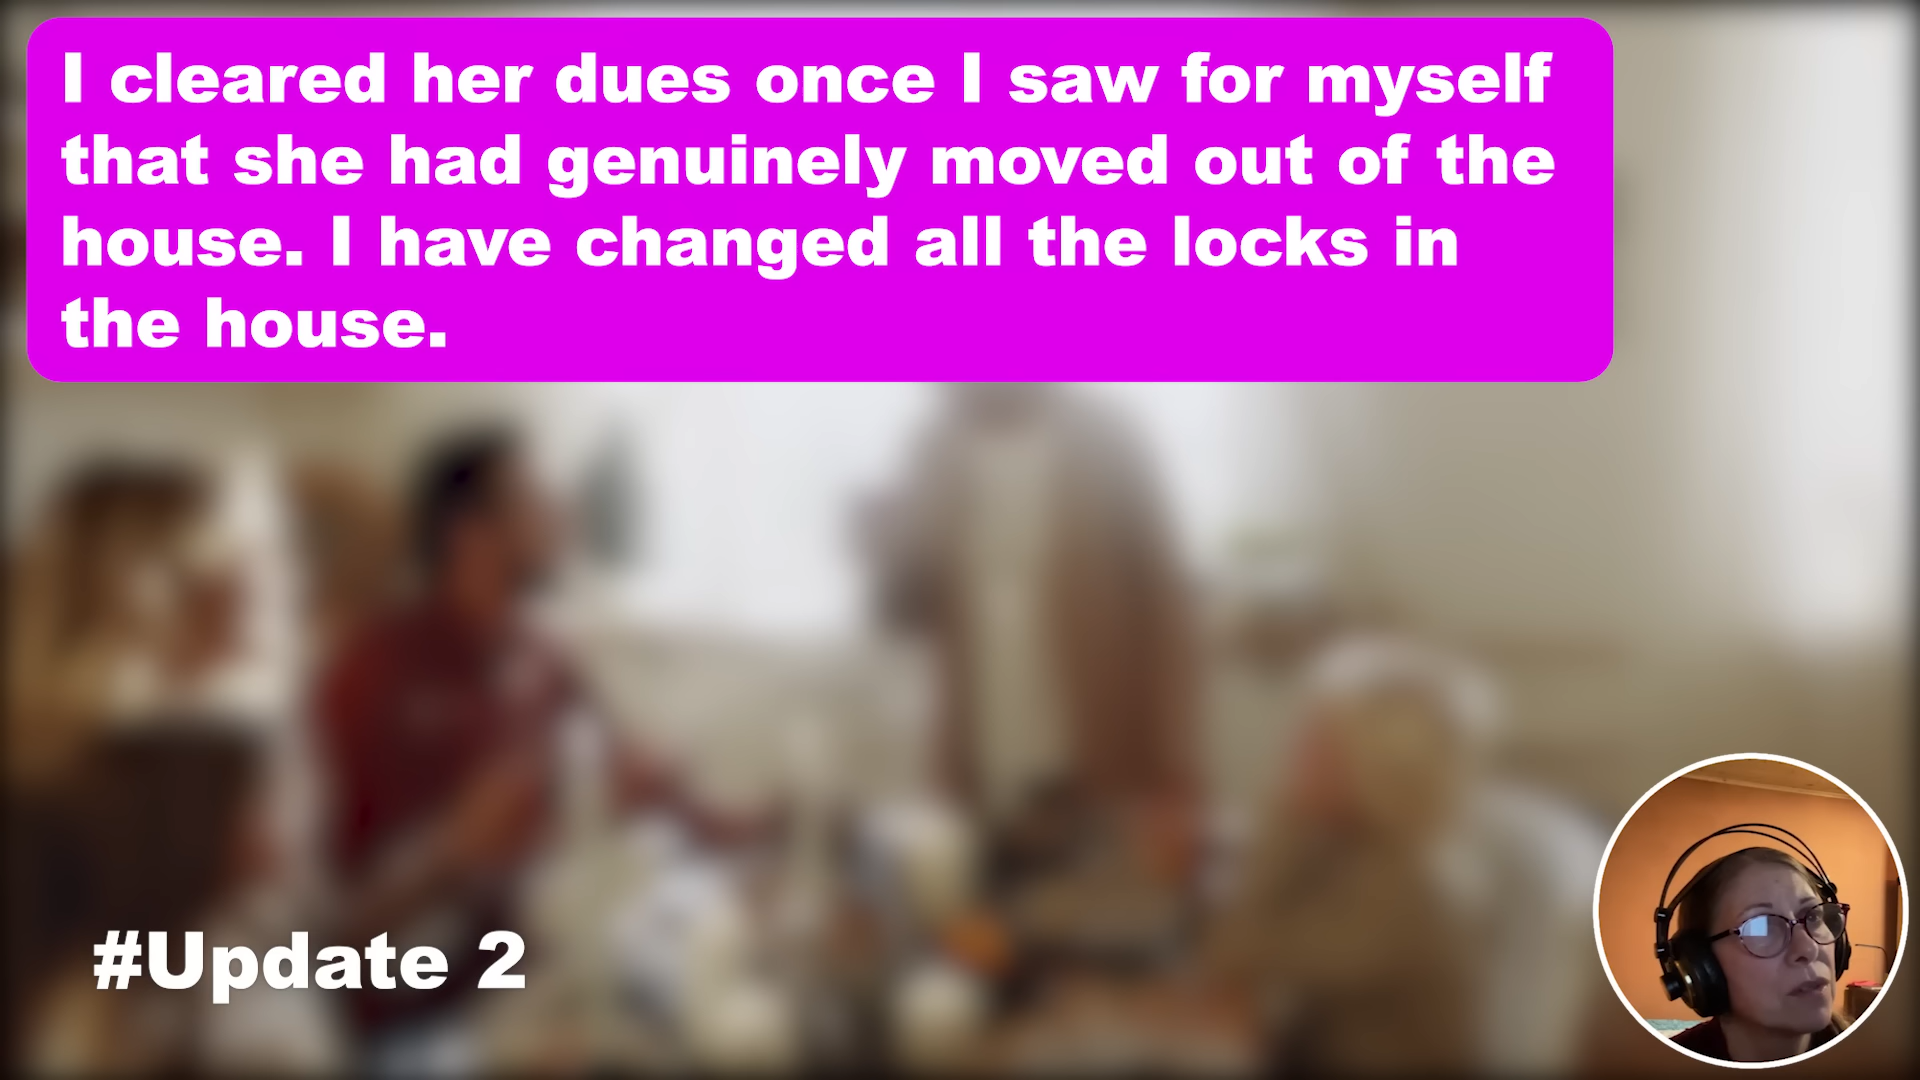 I cleared her dues once I saw for myself
that she had genuinely moved out of the
house. I have changed all the locks in
the house.
#Update 2